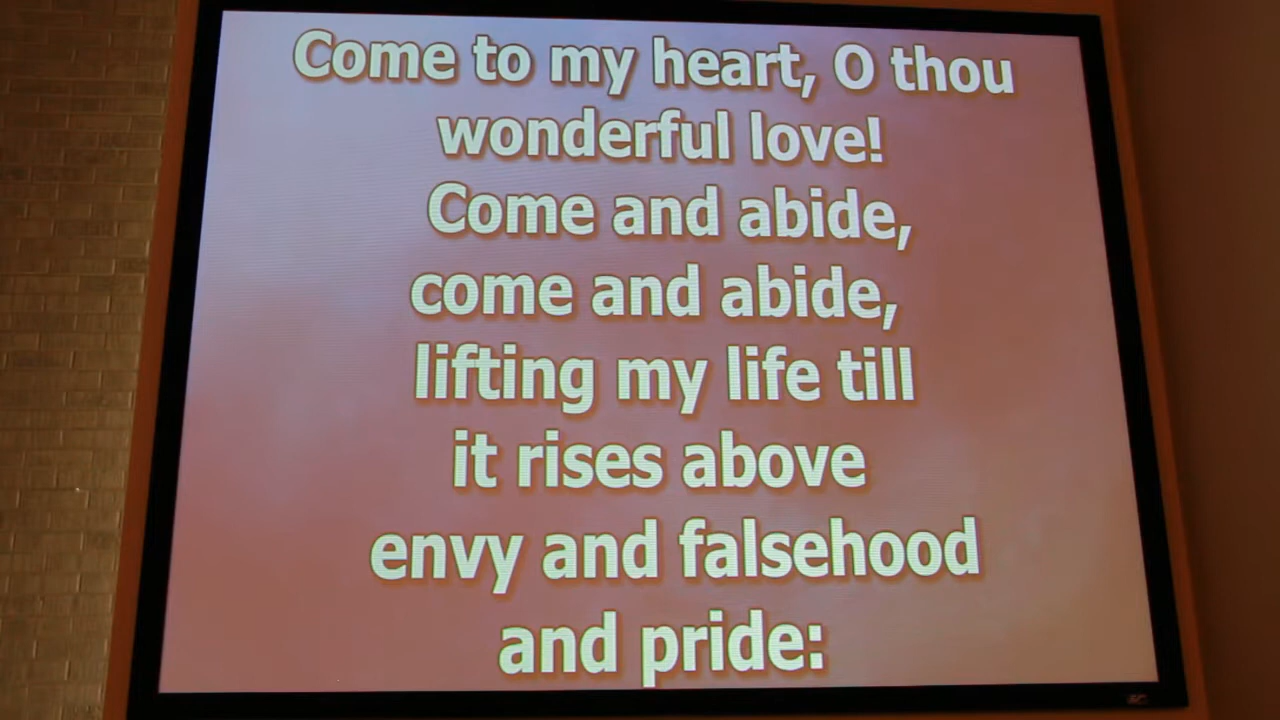 Come to my heart, O thou
wonderful love!
Come and abide,
come and abide,
lifting my life till
it rises above
envy and falsehood
and pride: